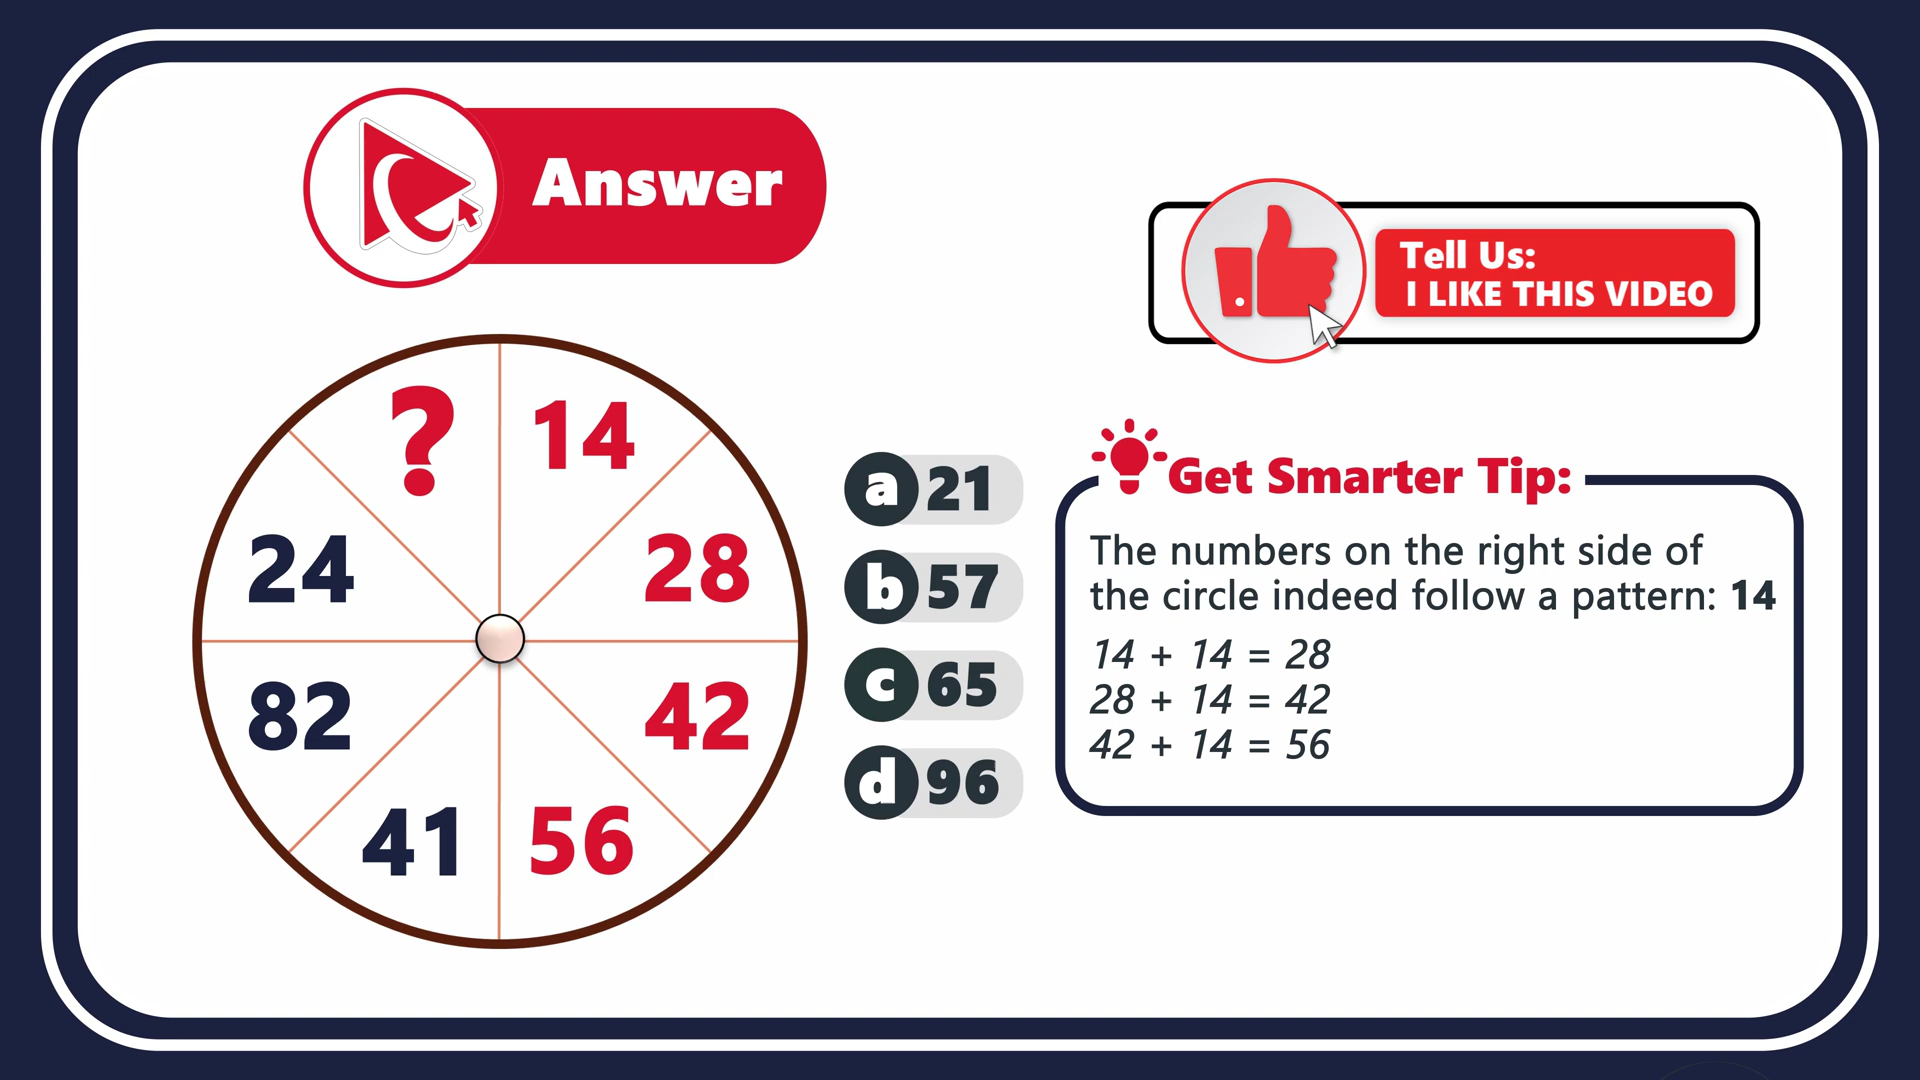 Answer
Tell Us:
I LIKE THIS VIDEO
? 14
24 28
82 42
41 56
a 21
b 57
c 65
d 96
Get Smarter Tip:
The numbers on the right side of
the circle indeed follow a pattern: 14
14 + 14 = 28
28 + 14 = 42
42 + 14 = 56